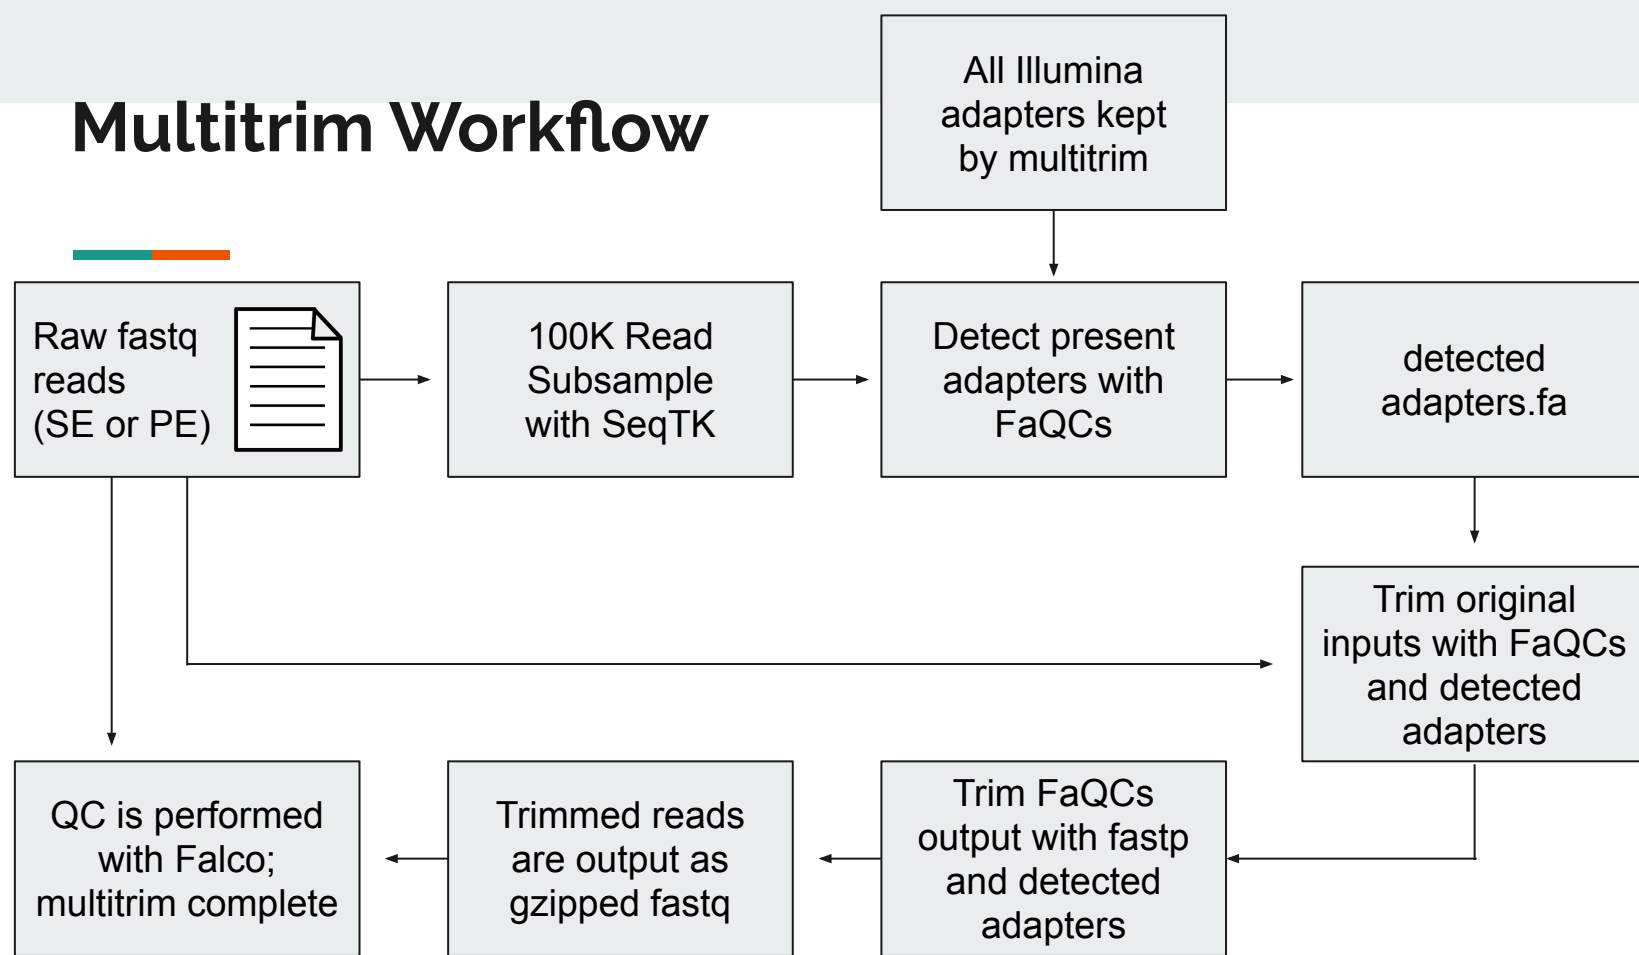 Multitrim Workflow
All Illumina
adapters kept
by multitrim
Raw fastq
reads
(SE or PE)
100K Read
Subsample
with SeqTK
Detect present
adapters with
FaQCs
detected
adapters.fa
Trim original
inputs with FaQCs
and detected
adapters
Trim FaQCs
output with fastp
and detected
adapters
Trimmed reads
are output as
gzipped fastq
QC is performed
with Falco;
multitrim complete